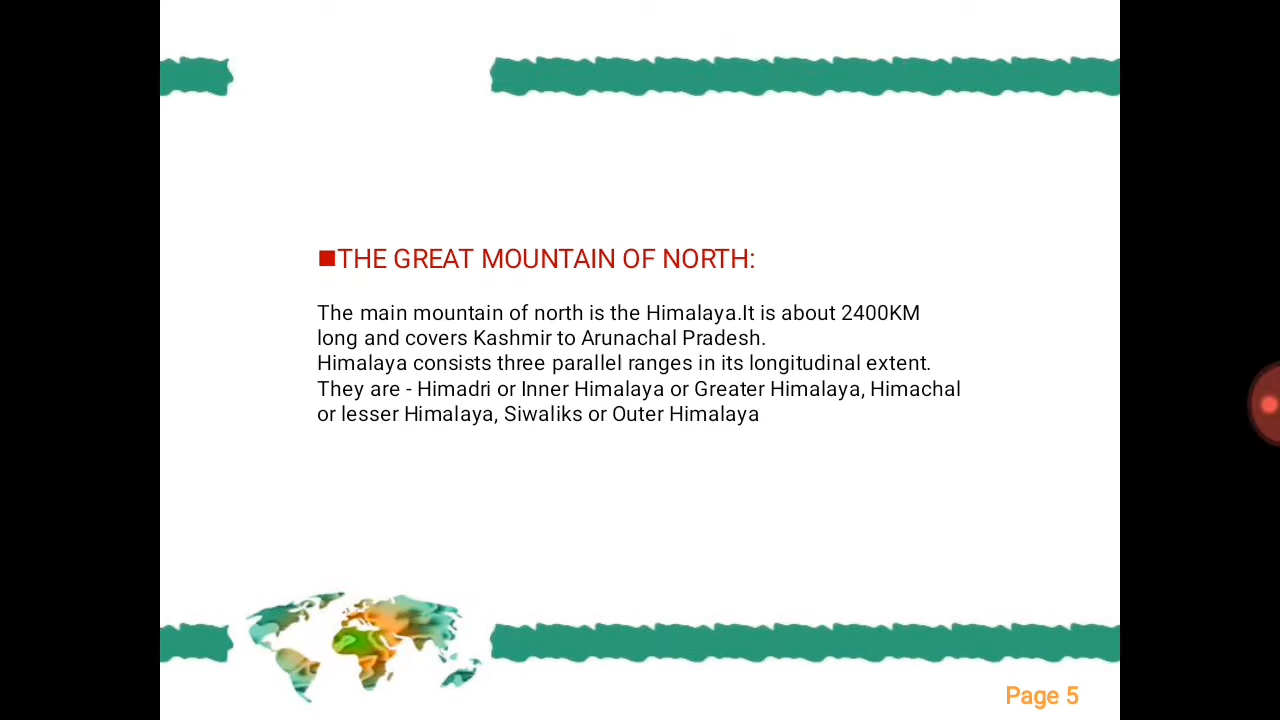 ■THE GREAT MOUNTAIN OF NORTH:
The main mountain of north is the Himalaya.It is about 2400KM
long and covers Kashmir to Arunachal Pradesh.
Himalaya consists three parallel ranges in its longitudinal extent.
They are - Himadri or Inner Himalaya or Greater Himalaya, Himachal
or lesser Himalaya, Siwaliks or Outer Himalaya
Page 5